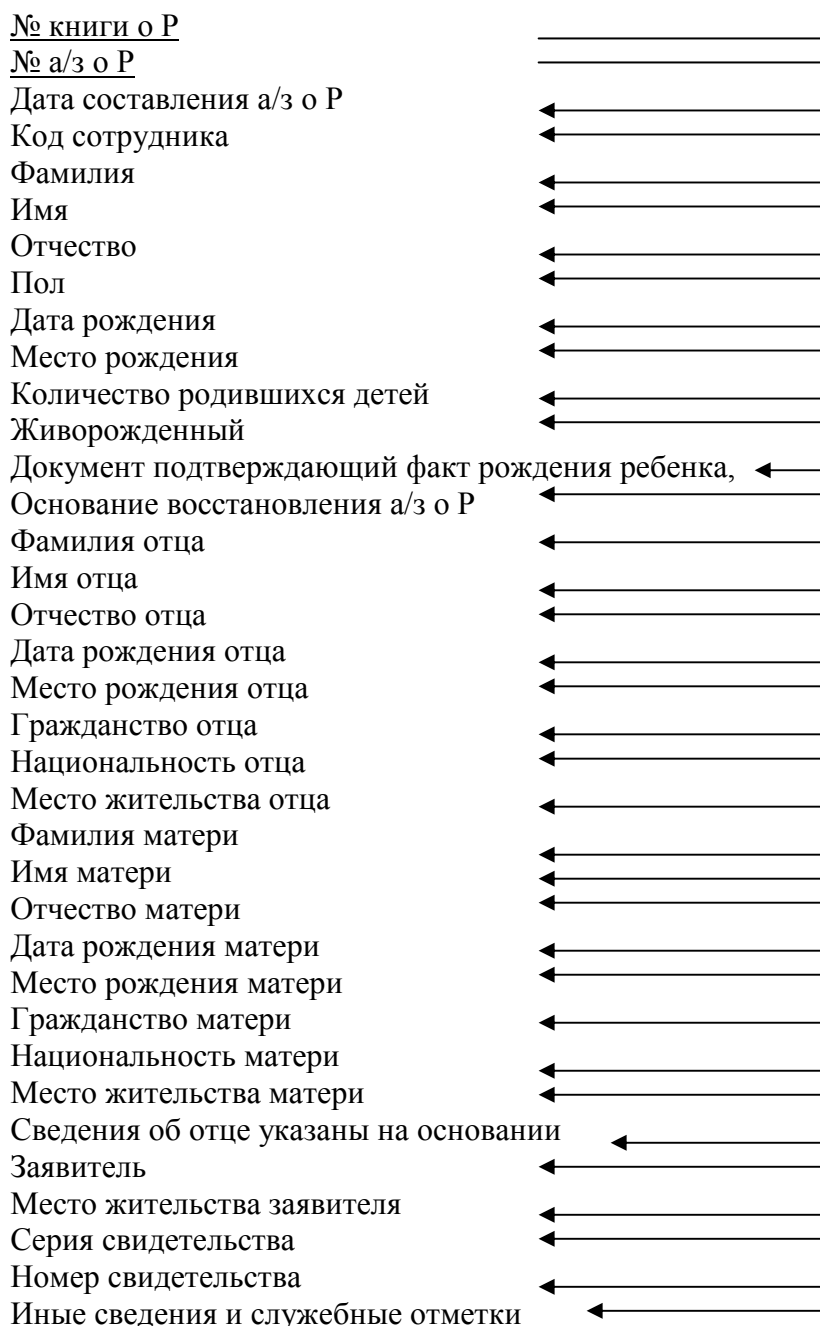 № книги о Р
№ а/з о Р
Дата составления а/з о Р
Код сотрудника
Фамилия
Имя
Отчество
Пол
Дата рождения
Место рождения
Количество родившихся детей
Живорожденный
Документ подтверждающий факт рождения ребенка,
Основание восстановления а/з о Р
Фамилия отца
Имя отца
Отчество отца
Дата рождения отца
Место рождения отца
Гражданство отца
Национальность отца
Место жительства отца
Фамилия матери
Имя матери
Отчество матери
Дата рождения матери
Место рождения матери
Гражданство матери
Национальность матери
Место жительства матери
Сведения об отце указаны на основании
Заявитель
Место жительства заявителя
Серия свидетельства
Номер свидетельства
Иные сведения и служебные отметки